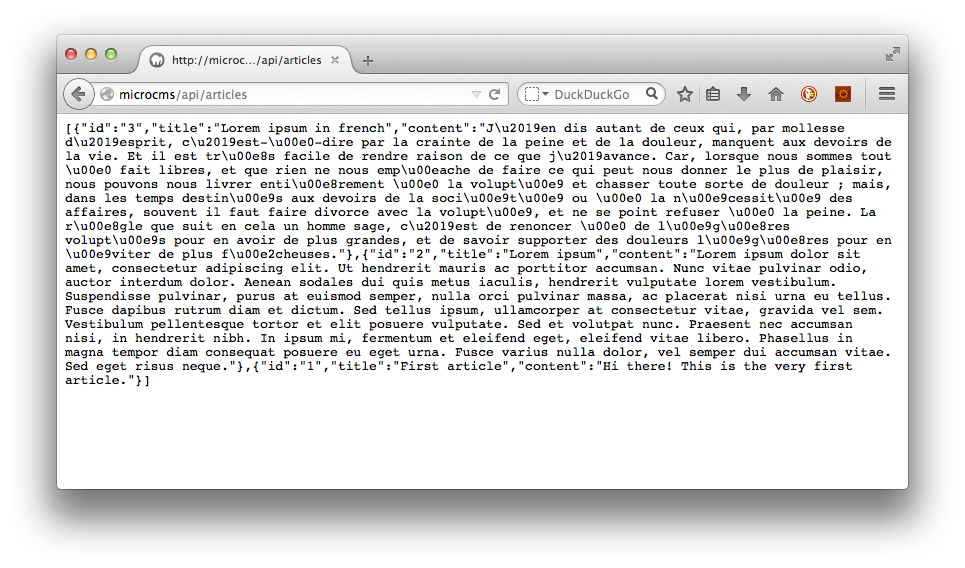 http://microc.../api/articles
microcms/api/articles
DuckDuckGo
[{"id":"3","title":"Lorem ipsum in french","content":"J\u2019en dis autant de ceux qui, par mollesse
d\u2019esprit, c\u2019est-\u00e0-dire par la crainte de la peine et de la douleur, manquent aux devoirs de
la vie. Et il est tr\u00e8s facile de rendre raison de ce que j\u2019avance. Car, lorsque nous sommes tout
\u00e0 fait libres, et que rien ne nous emp\u00eache de faire ce qui peut nous donner le plus de plaisir,
nous pouvons nous livrer enti\u00e8rement \u00e0 la volupt\u00e9 et chasser toute sorte de douleur ; mais,
dans les temps destin\u00e9s aux devoirs de la soci\u00e9t\u00e9 ou \u00e0 la n\u00e9cessit\u00e9 des
affaires, souvent il faut faire divorce avec la volupt\u00e9, et ne se point refuser \u00e0 la peine. La
r\u00e8gle que suit en cela un homme sage, c\u2019est de renoncer \u00e0 de l\u00e9g\u00e8res
volupt\u00e9s pour en avoir de plus grandes, et de savoir supporter des douleurs l\u00e9g\u00e8res pour en
\u00e9viter de plus f\u00e2cheuses."},{"id":"2","title":"Lorem ipsum","content":"Lorem ipsum dolor sit
amet, consectetur adipiscing elit. Ut hendrerit mauris ac porttitor accumsan. Nunc vitae pulvinar odio,
auctor interdum dolor. Aenean sodales dui quis metus iaculis, hendrerit vulputate lorem vestibulum.
Suspendisse pulvinar, purus at euismod semper, nulla orci pulvinar massa, ac placerat nisi urna eu tellus.
Fusce dapibus rutrum diam et dictum. Sed tellus ipsum, ullamcorper at consectetur vitae, gravida vel sem.
Vestibulum pellentesque tortor et elit posuere vulputate. Sed et volutpat nunc. Praesent nec accumsan
nisi, in hendrerit nibh. In ipsum mi, fermentum et eleifend eget, eleifend vitae libero. Phasellus in
magna tempor diam consequat posuere eu eget urna. Fusce varius nulla dolor, vel semper dui accumsan vitae.
Sed eget risus neque."},{"id":"1","title":"First article","content":"Hi there! This is the very first
article."}]